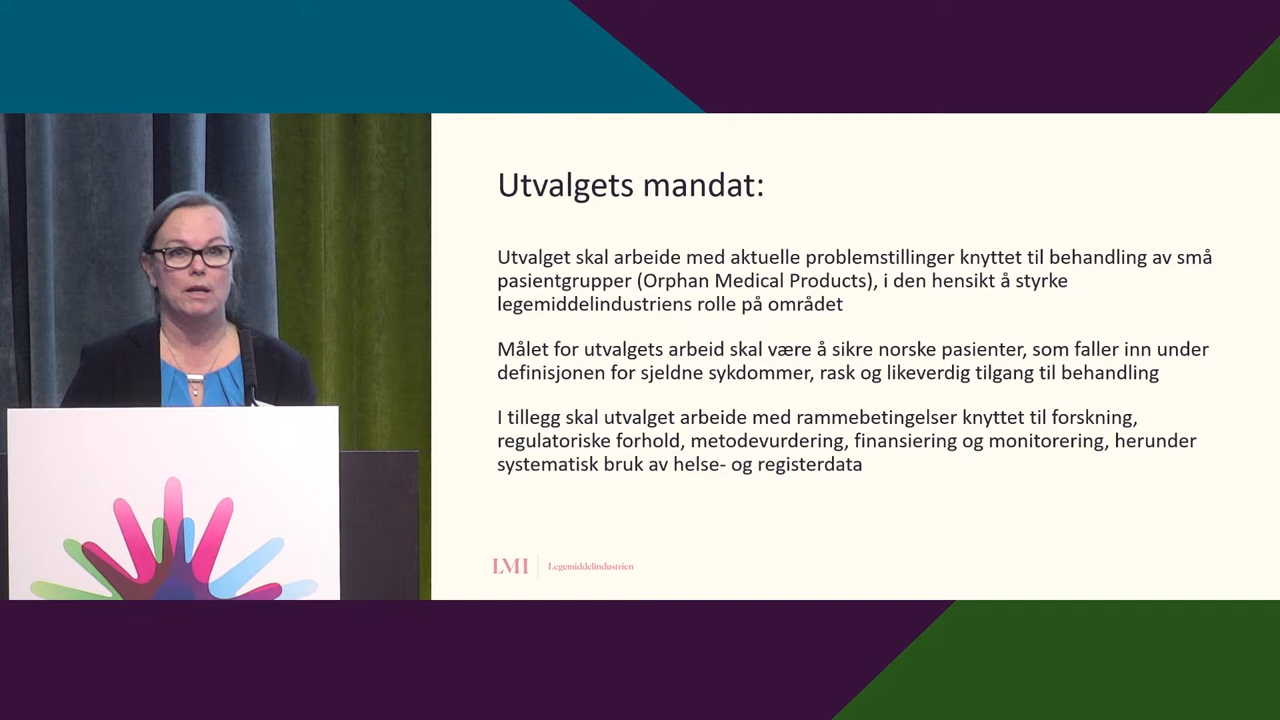 Utvalgets mandat:
Utvalget skal arbeide med aktuelle problemstillinger knyttet til behandling av små
pasientgrupper (Orphan Medical Products), i den hensikt å styrke
legemiddelindustriens rolle på området
Målet for utvalgets arbeid skal være å sikre norske pasienter, som faller inn under
definisjonen for sjeldne sykdommer, rask og likeverdig tilgang til behandling
I tillegg skal utvalget arbeide med rammebetingelser knyttet til forskning,
regulatoriske forhold, metodevurdering, finansiering og monitorering, herunder
systematisk bruk av helse- og registerdata
LMI Legemiddelindustrien